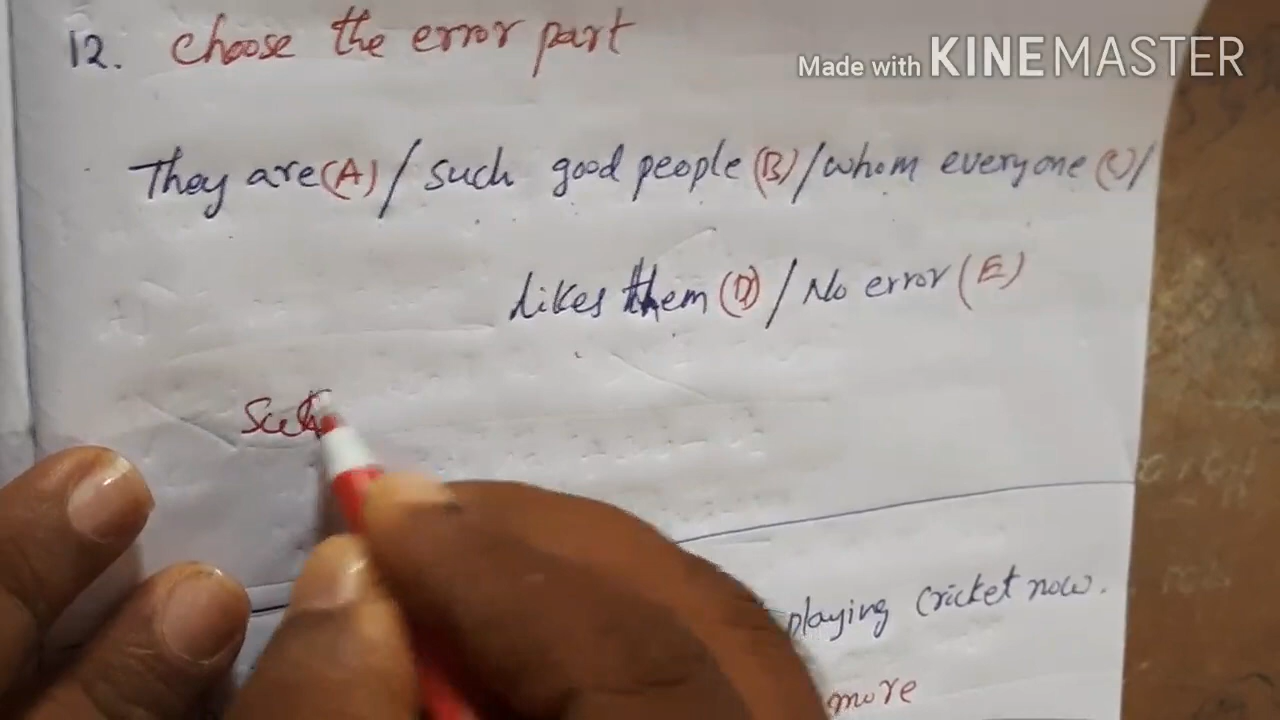 12. Choose the error part
Made with KINEMASTER
They are (A) / such good people (B) / whom everyone (C) /
likes them (D) / No error (E)
Such
playing cricket now.
more